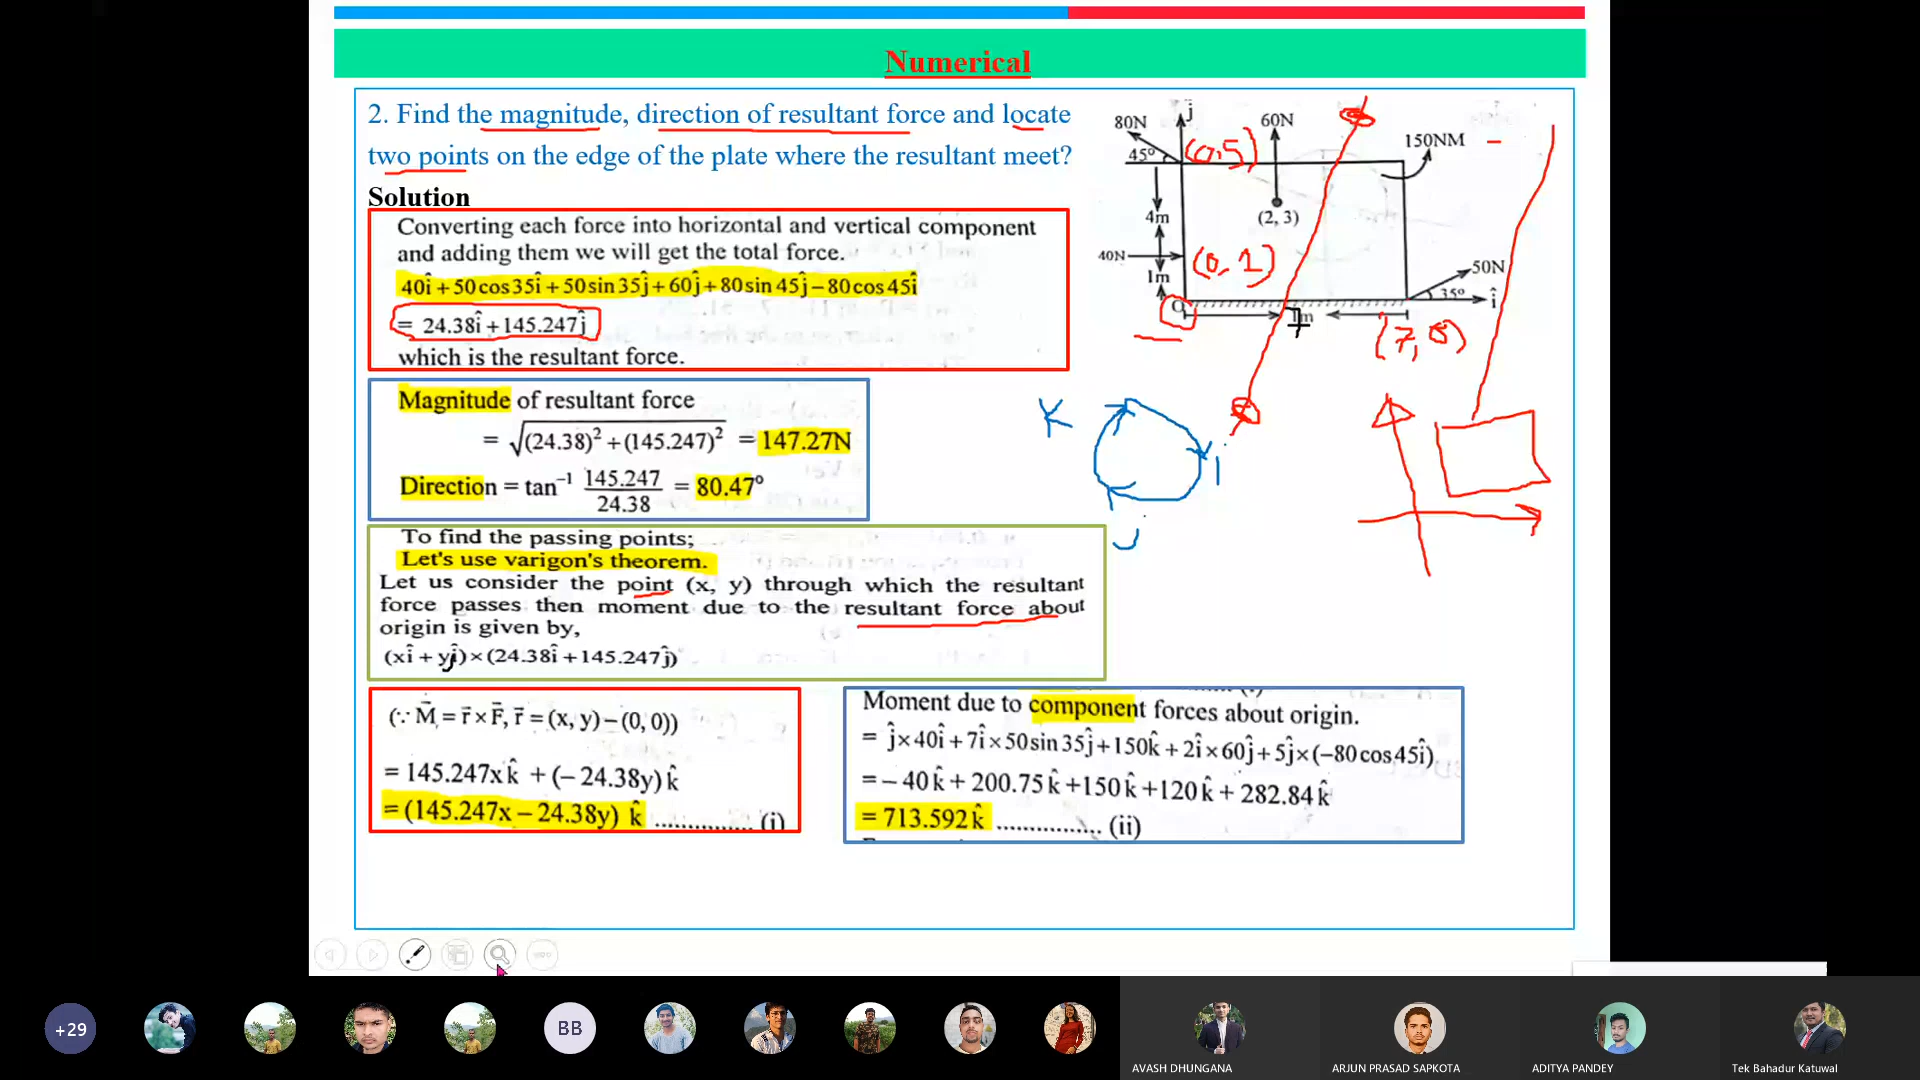 Numerical
2. Find the magnitude, direction of resultant force and locate
two points on the edge of the plate where the resultant meet?
Solution
Converting each force into horizontal and vertical component
and adding them we will get the total force.
40î + 50cos35î + 50sin35ĵ + 60ĵ + 80sin45ĵ – 80cos45î
= 24.38î + 145.247ĵ
which is the resultant force.
j
80N
60N
45°
(0,5)
150NM
4m
(2, 3)
40N
(0, 1)
1m
O
7m
50N
35°
î
(7, 0)
Magnitude of resultant force
= √(24.38)² + (145.247)² = 147.27N
Direction = tan⁻¹ 145.247/24.38 = 80.47°
K
i
J
To find the passing points;
Let's use varigon's theorem.
Let us consider the point (x, y) through which the resultant
force passes then moment due to the resultant force about
origin is given by,
(xî + yĵ) × (24.38î + 145.247ĵ)
(∵ M⃗ = r⃗ × F⃗, r⃗ = (x, y) – (0, 0))
= 145.247x k̂ + (– 24.38y) k̂
= (145.247x – 24.38y) k̂ .............. (i)
Moment due to component forces about origin.
= ĵ × 40î + 7î × 50sin35ĵ + 150k̂ + 2î × 60ĵ + 5ĵ × (–80cos45î)
= – 40k̂ + 200.75k̂ + 150k̂ + 120k̂ + 282.84k̂
= 713.592k̂ ................ (ii)
+29
BB
AVASH DHUNGANA
ARJUN PRASAD SAPKOTA
ADITYA PANDEY
Tek Bahadur Katuwal